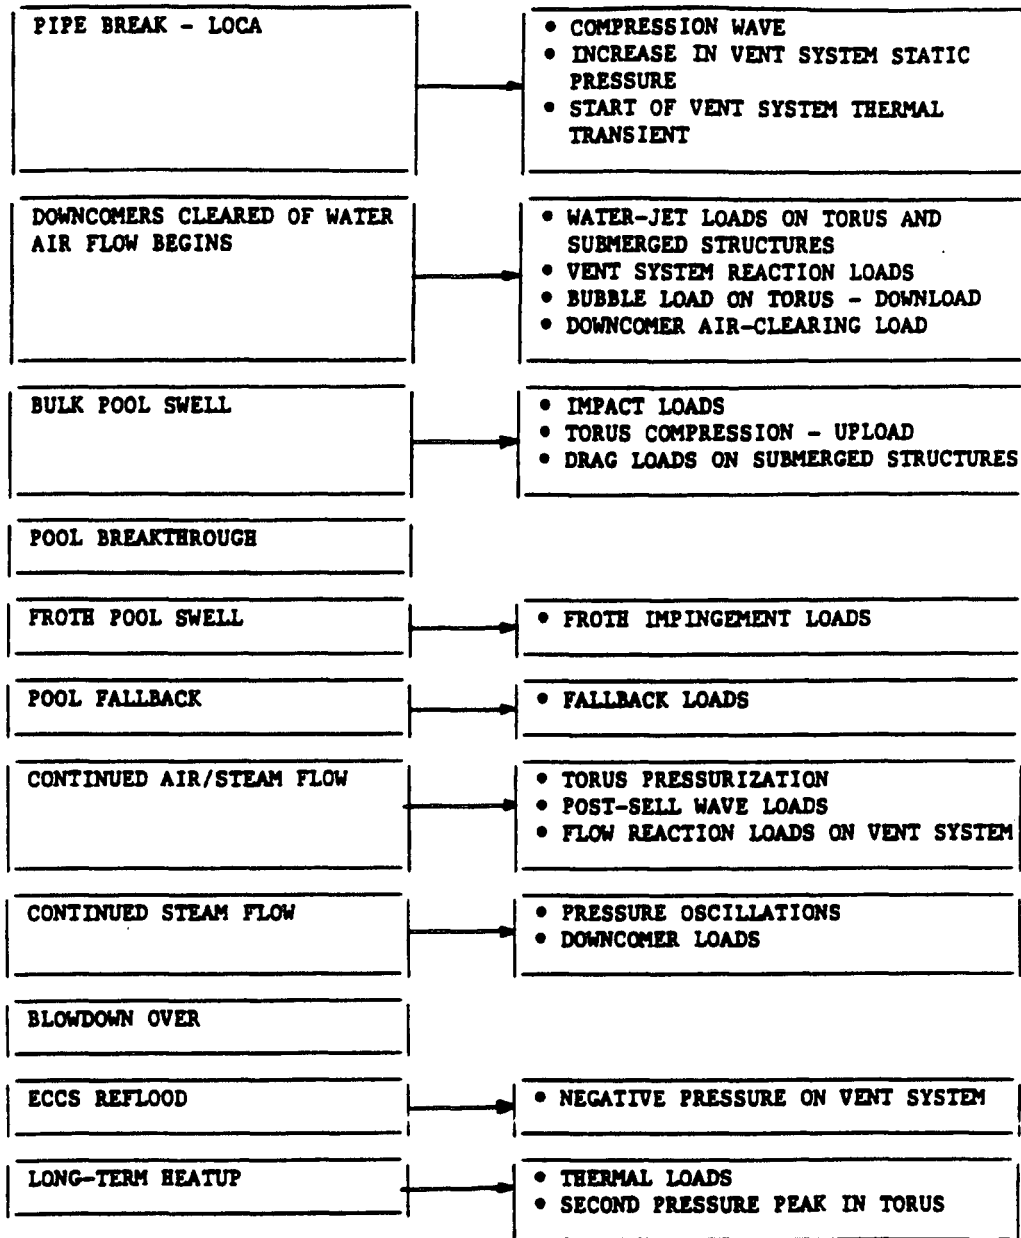 PIPE BREAK - LOCA
• COMPRESSION WAVE
• INCREASE IN VENT SYSTEM STATIC
PRESSURE
• START OF VENT SYSTEM THERMAL
TRANSIENT
DOWNCOMERS CLEARED OF WATER
AIR FLOW BEGINS
• WATER-JET LOADS ON TORUS AND
SUBMERGED STRUCTURES
• VENT SYSTEM REACTION LOADS
• BUBBLE LOAD ON TORUS - DOWNLOAD
• DOWNCOMER AIR-CLEARING LOAD
BULK POOL SWELL
• IMPACT LOADS
• TORUS COMPRESSION - UPLOAD
• DRAG LOADS ON SUBMERGED STRUCTURES
POOL BREAKTHROUGH
FROTH POOL SWELL
• FROTH IMPINGEMENT LOADS
POOL FALLBACK
• FALLBACK LOADS
CONTINUED AIR/STEAM FLOW
• TORUS PRESSURIZATION
• POST-SELL WAVE LOADS
• FLOW REACTION LOADS ON VENT SYSTEM
CONTINUED STEAM FLOW
• PRESSURE OSCILLATIONS
• DOWNCOMER LOADS
BLOWDOWN OVER
ECCS REFLOOD
• NEGATIVE PRESSURE ON VENT SYSTEM
LONG-TERM HEATUP
• THERMAL LOADS
• SECOND PRESSURE PEAK IN TORUS